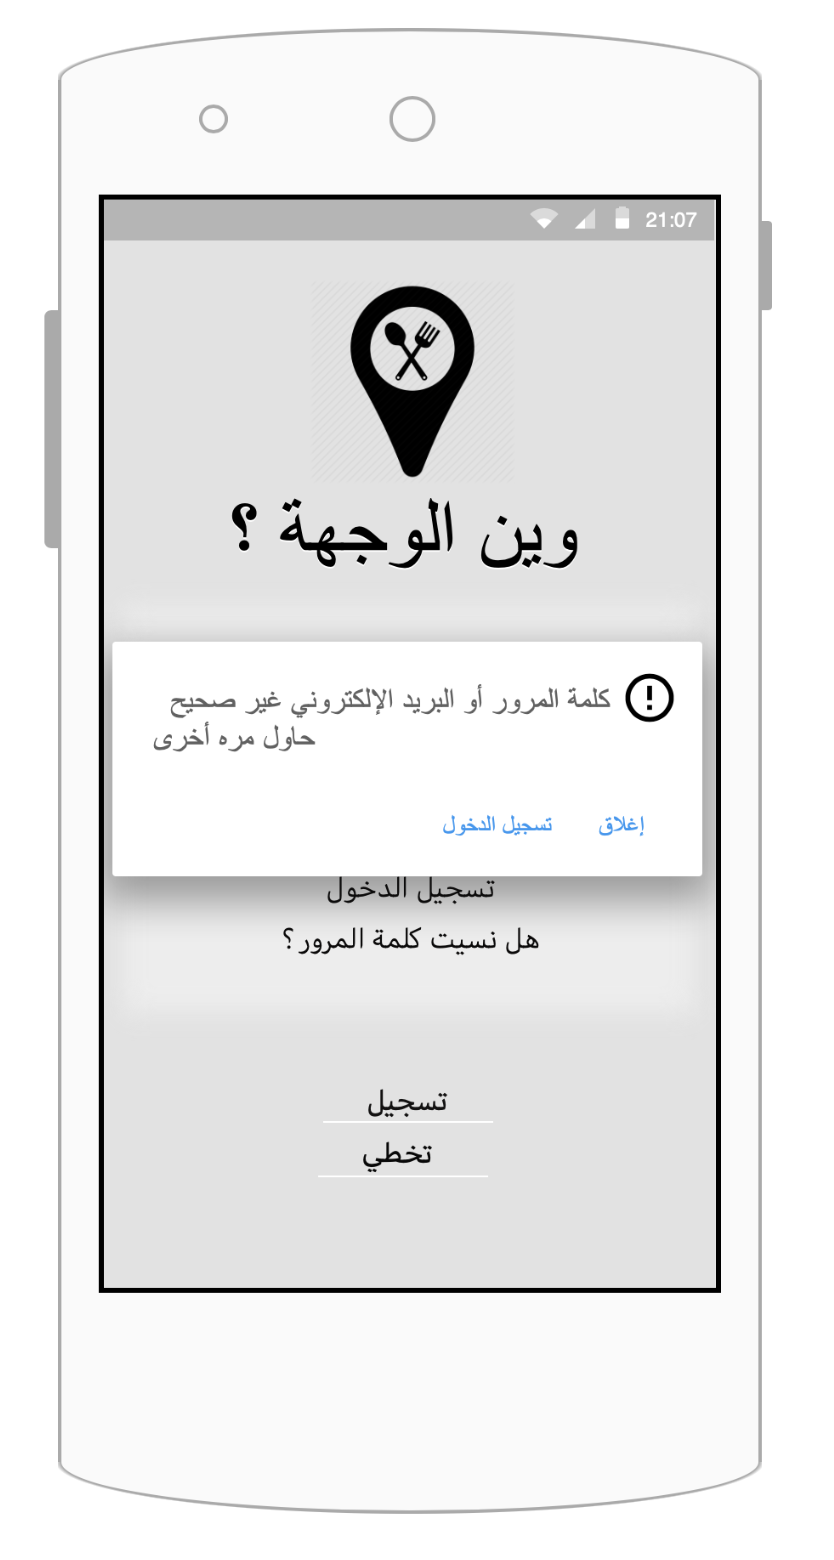 21:07
وين الوجهة ؟
كلمة المرور أو البريد الإلكتروني غير صحيح
حاول مره أخرى
إغلاق
تسجيل الدخول
تسجيل الدخول
هل نسيت كلمة المرور؟
تسجيل
تخطي